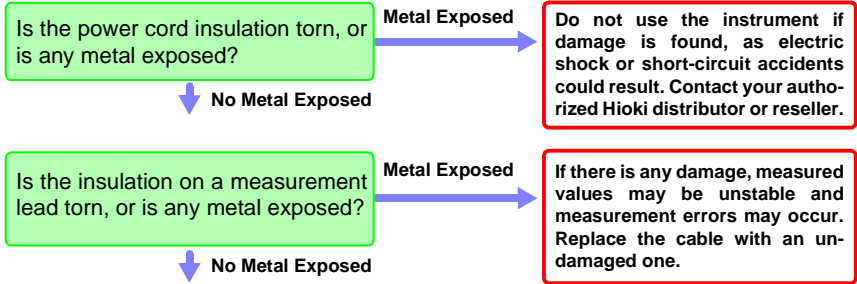 Is the power cord insulation torn, or
is any metal exposed?
Metal Exposed
Do not use the instrument if
damage is found, as electric
shock or short-circuit accidents
could result. Contact your autho-
rized Hioki distributor or reseller.
No Metal Exposed
Is the insulation on a measurement
lead torn, or is any metal exposed?
Metal Exposed
If there is any damage, measured
values may be unstable and
measurement errors may occur.
Replace the cable with an un-
damaged one.
No Metal Exposed